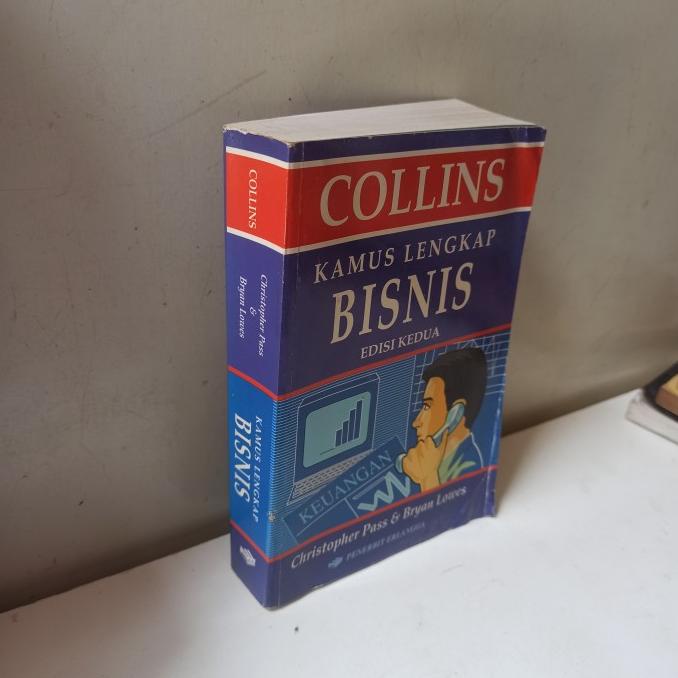 COLLINS
Christopher Pass
&
Bryan Lowes
KAMUS LENGKAP
BISNIS
COLLINS
KAMUS LENGKAP
BISNIS
EDISI KEDUA
KEUANGAN
Christopher Pass & Bryan Lowes
PENERBIT ERLANGGA